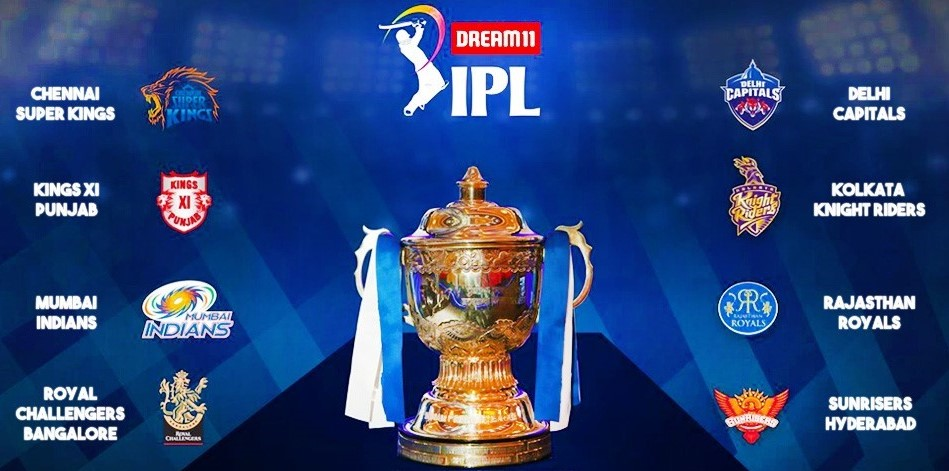 DREAM11
IPL
CHENNAI
SUPER KINGS
SUPER
KINGS
DELHI
CAPITALS
DELHI
CAPITALS
KINGS XI
PUNJAB
KINGS
XI
PUNJAB
Knight
Riders
KOLKATA
KNIGHT RIDERS
MUMBAI
INDIANS
MUMBAI
INDIANS
RR
RAJASTHAN
ROYALS
RAJASTHAN
ROYALS
ROYAL
CHALLENGERS
BANGALORE
ROYAL
CHALLENGERS
SUNRISERS
SUNRISERS
HYDERABAD